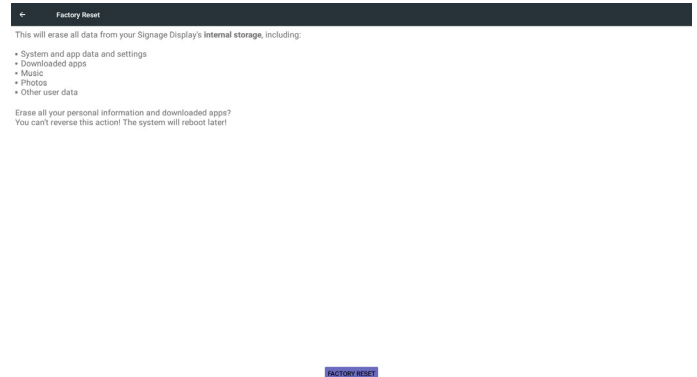 Factory Reset
This will erase all data from your Signage Display's internal storage, including:
• System and app data and settings
• Downloaded apps
• Music
• Photos
• Other user data
Erase all your personal information and downloaded apps?
You can't reverse this action! The system will reboot later!
FACTORY RESET